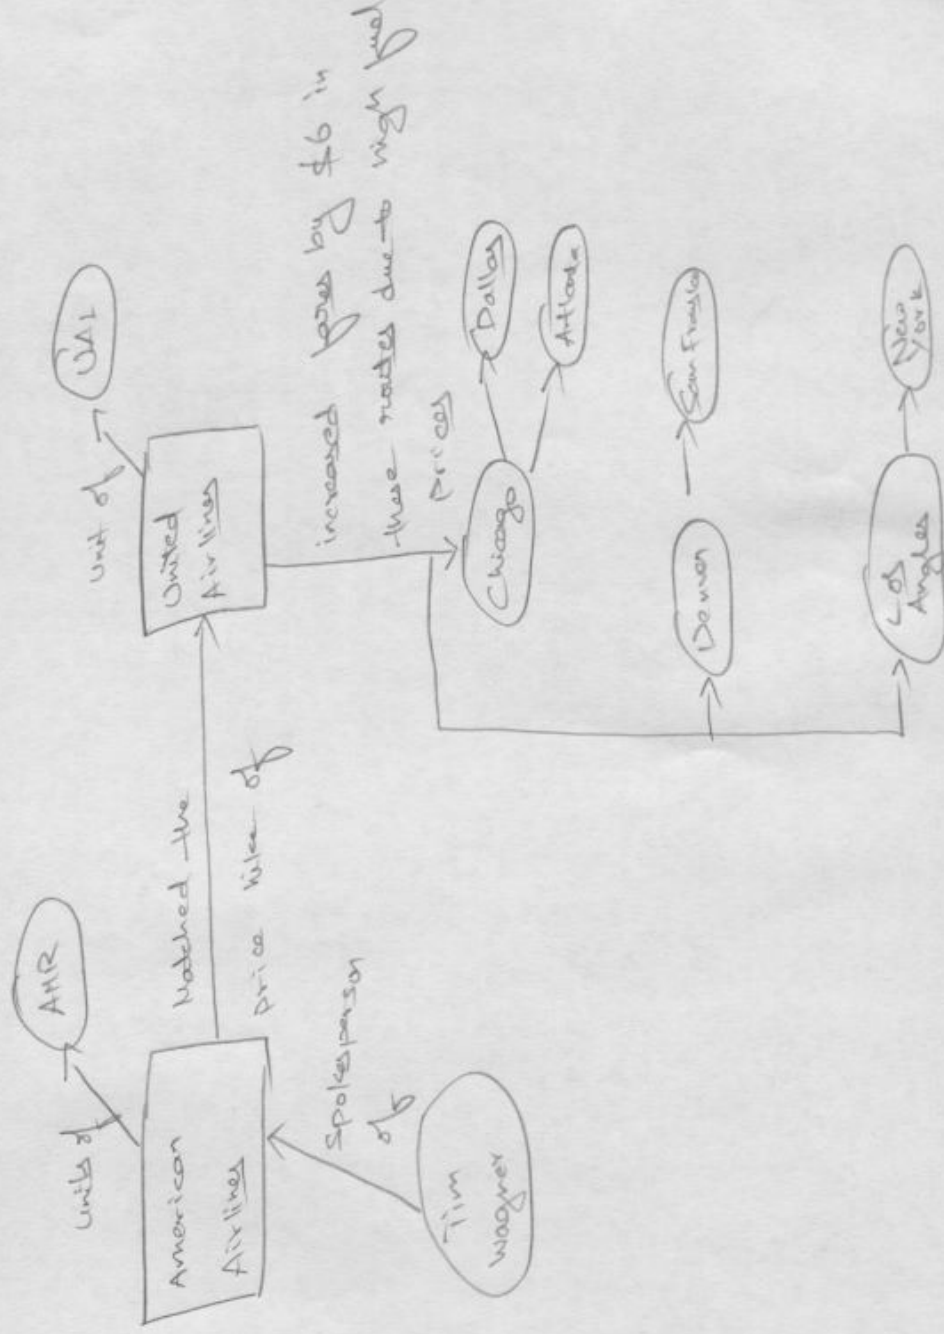 AMR
Units of
American
Airlines
Matched the
price hike of
Spokesperson
of
Tim
Wagner
UAL
Unit of
United
Airlines
increased fares by $6 in
these routes due to high fuel
prices
Chicago
Dallas
Atlanta
Denver
San
Los
Angles
New
York